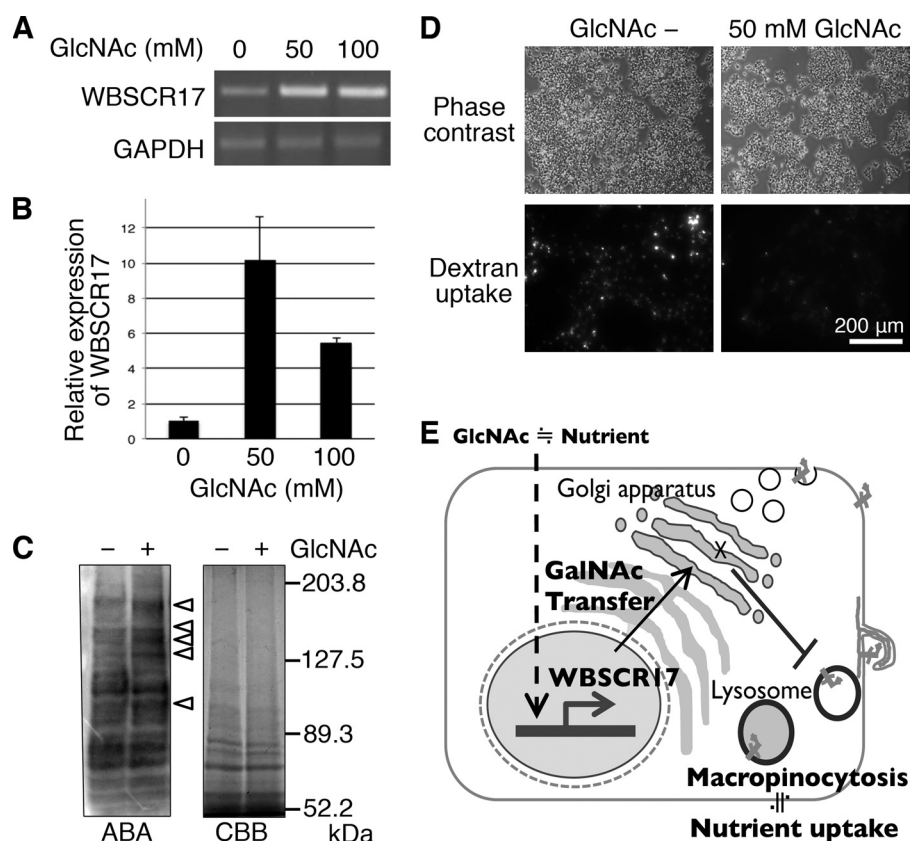 A
GlcNAc (mM) 0 50 100
WBSCR17
GAPDH
B
Relative expression
of WBSCR17
12
10
8
6
4
2
0
0 50 100
GlcNAc (mM)
C
– + – + GlcNAc
203.8
127.5
89.3
52.2
ABA CBB kDa
D
GlcNAc – 50 mM GlcNAc
Phase
contrast
Dextran
uptake
200 µm
E
GlcNAc ≒ Nutrient
Golgi apparatus
X
GalNAc
Transfer
WBSCR17
Lysosome
Macropinocytosis
≒
Nutrient uptake